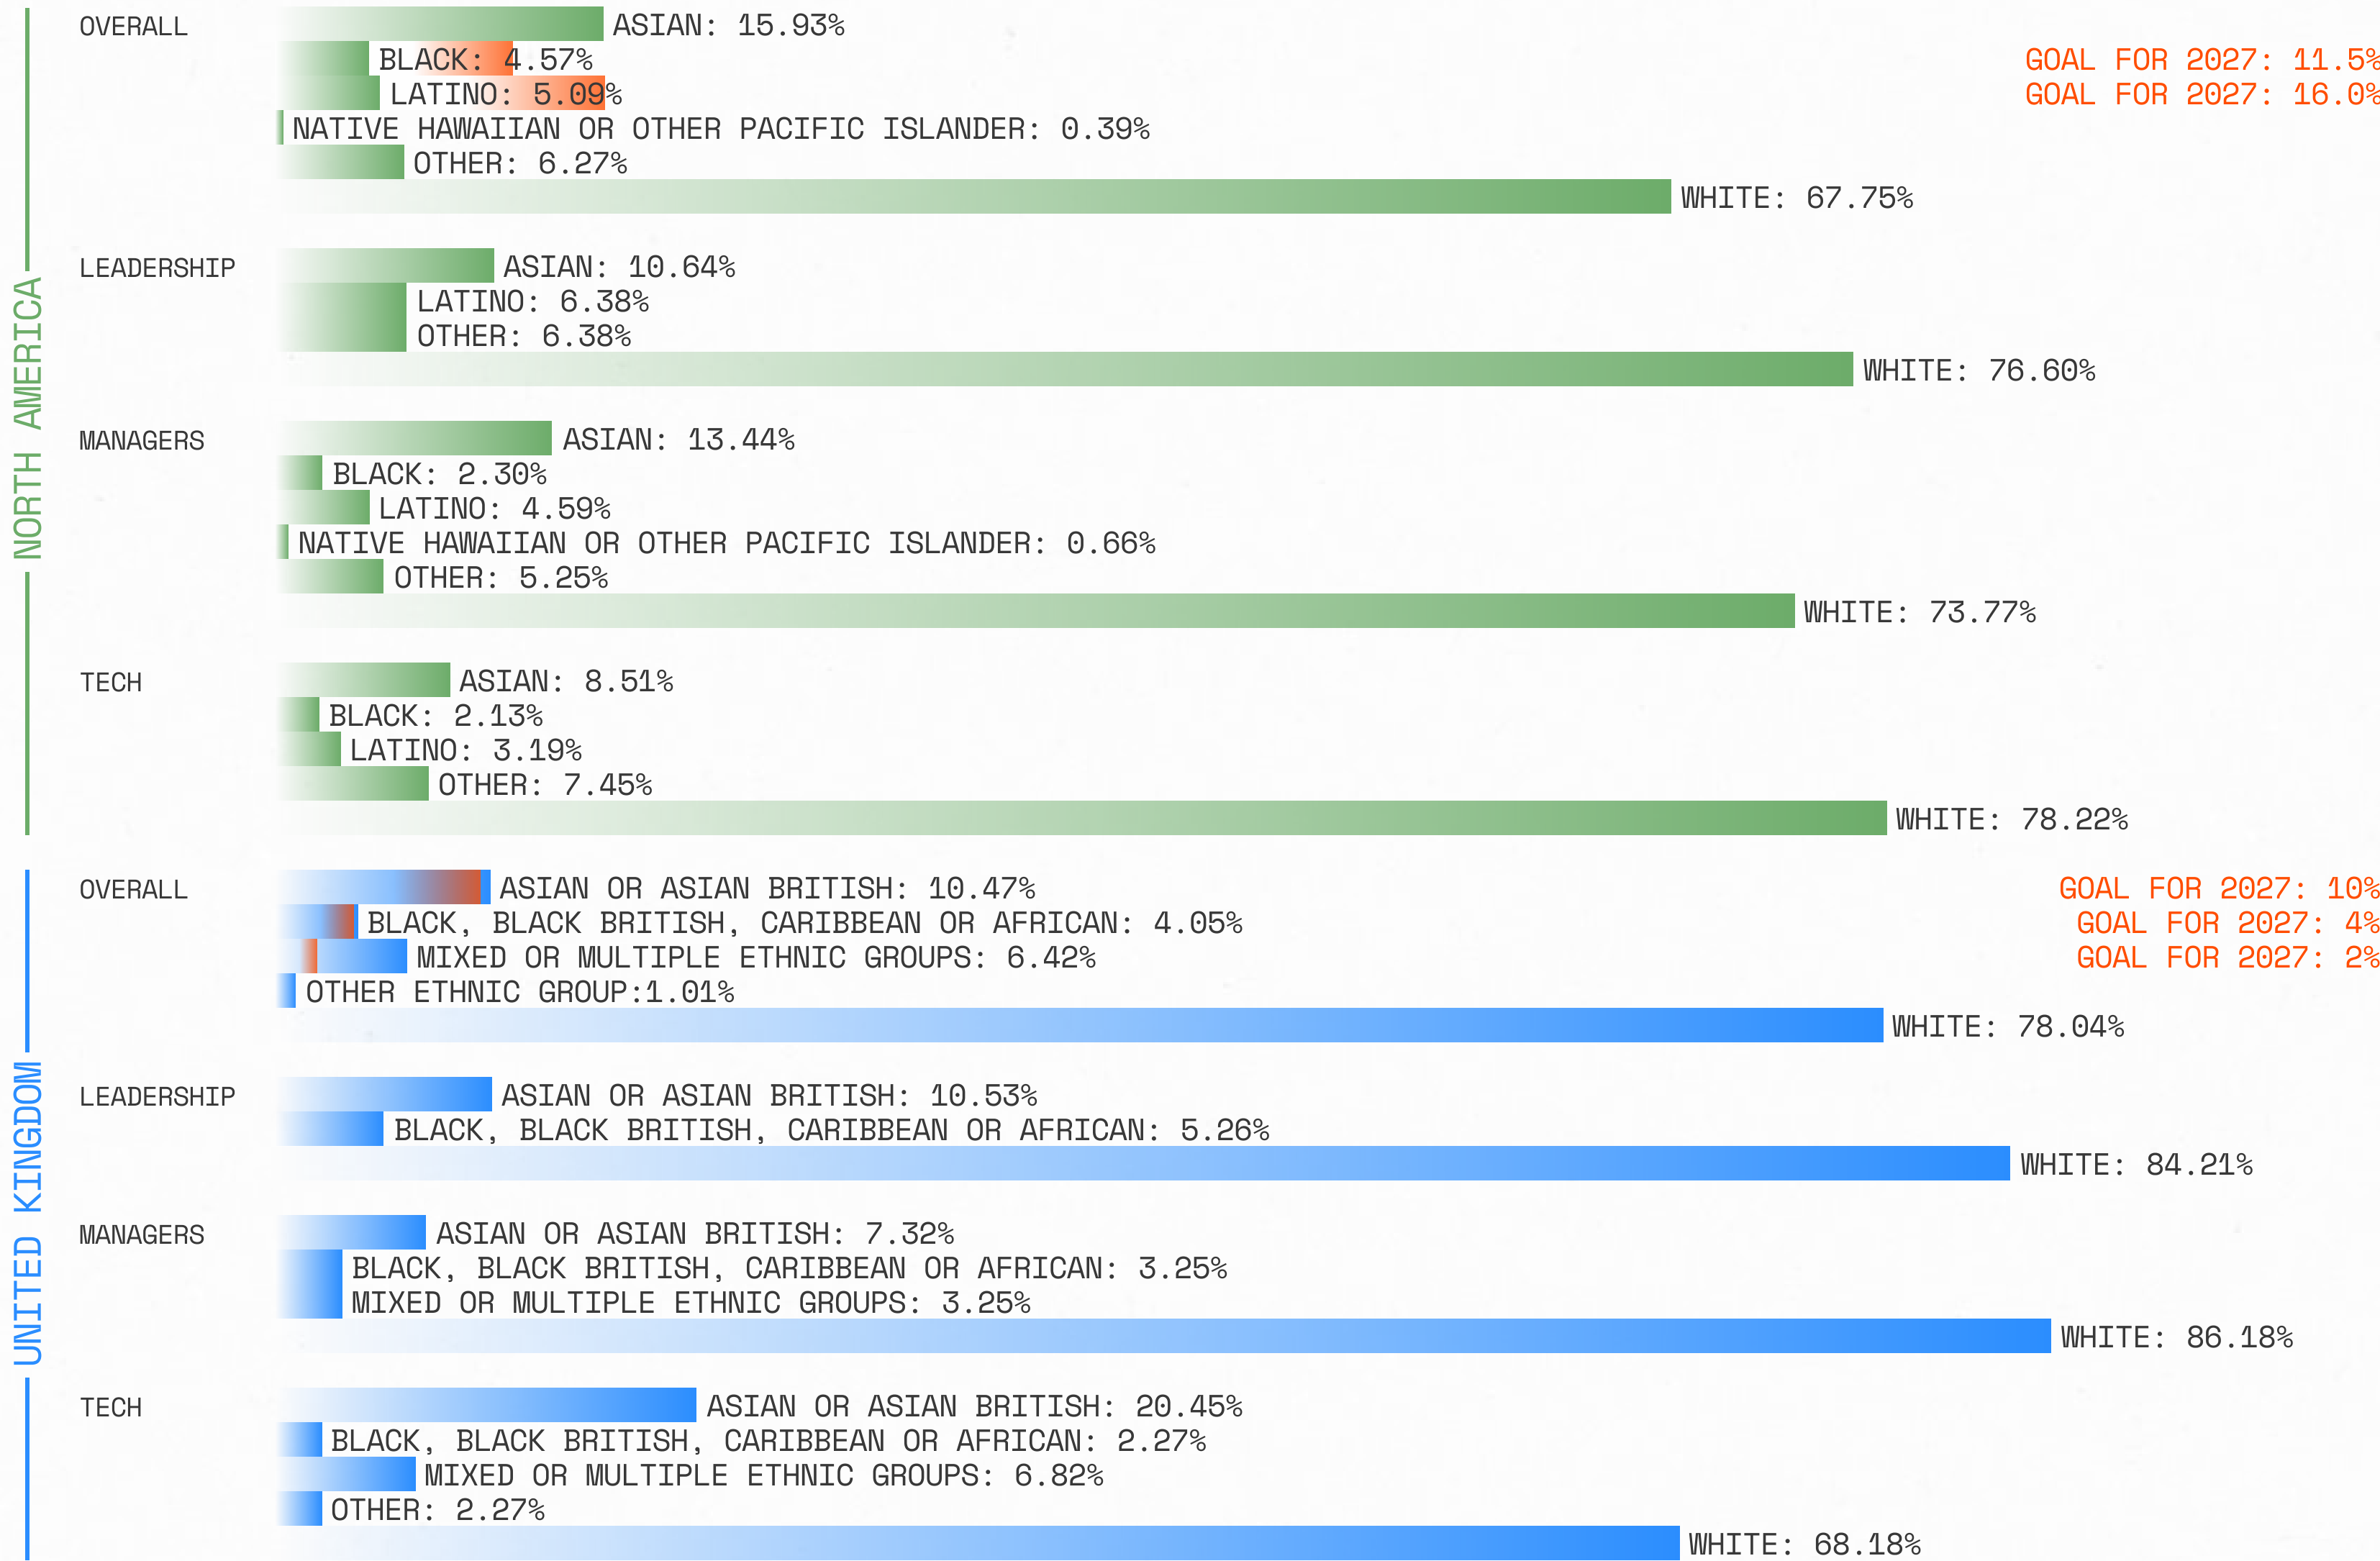 NORTH AMERICA
OVERALL
ASIAN: 15.93%
BLACK: 4.57%
GOAL FOR 2027: 11.5%
LATINO: 5.09%
GOAL FOR 2027: 16.0%
NATIVE HAWAIIAN OR OTHER PACIFIC ISLANDER: 0.39%
OTHER: 6.27%
WHITE: 67.75%
LEADERSHIP
ASIAN: 10.64%
LATINO: 6.38%
OTHER: 6.38%
WHITE: 76.60%
MANAGERS
ASIAN: 13.44%
BLACK: 2.30%
LATINO: 4.59%
NATIVE HAWAIIAN OR OTHER PACIFIC ISLANDER: 0.66%
OTHER: 5.25%
WHITE: 73.77%
TECH
ASIAN: 8.51%
BLACK: 2.13%
LATINO: 3.19%
OTHER: 7.45%
WHITE: 78.22%
UNITED KINGDOM
OVERALL
ASIAN OR ASIAN BRITISH: 10.47%
GOAL FOR 2027: 10%
BLACK, BLACK BRITISH, CARIBBEAN OR AFRICAN: 4.05%
GOAL FOR 2027: 4%
MIXED OR MULTIPLE ETHNIC GROUPS: 6.42%
GOAL FOR 2027: 2%
OTHER ETHNIC GROUP:1.01%
WHITE: 78.04%
LEADERSHIP
ASIAN OR ASIAN BRITISH: 10.53%
BLACK, BLACK BRITISH, CARIBBEAN OR AFRICAN: 5.26%
WHITE: 84.21%
MANAGERS
ASIAN OR ASIAN BRITISH: 7.32%
BLACK, BLACK BRITISH, CARIBBEAN OR AFRICAN: 3.25%
MIXED OR MULTIPLE ETHNIC GROUPS: 3.25%
WHITE: 86.18%
TECH
ASIAN OR ASIAN BRITISH: 20.45%
BLACK, BLACK BRITISH, CARIBBEAN OR AFRICAN: 2.27%
MIXED OR MULTIPLE ETHNIC GROUPS: 6.82%
OTHER: 2.27%
WHITE: 68.18%